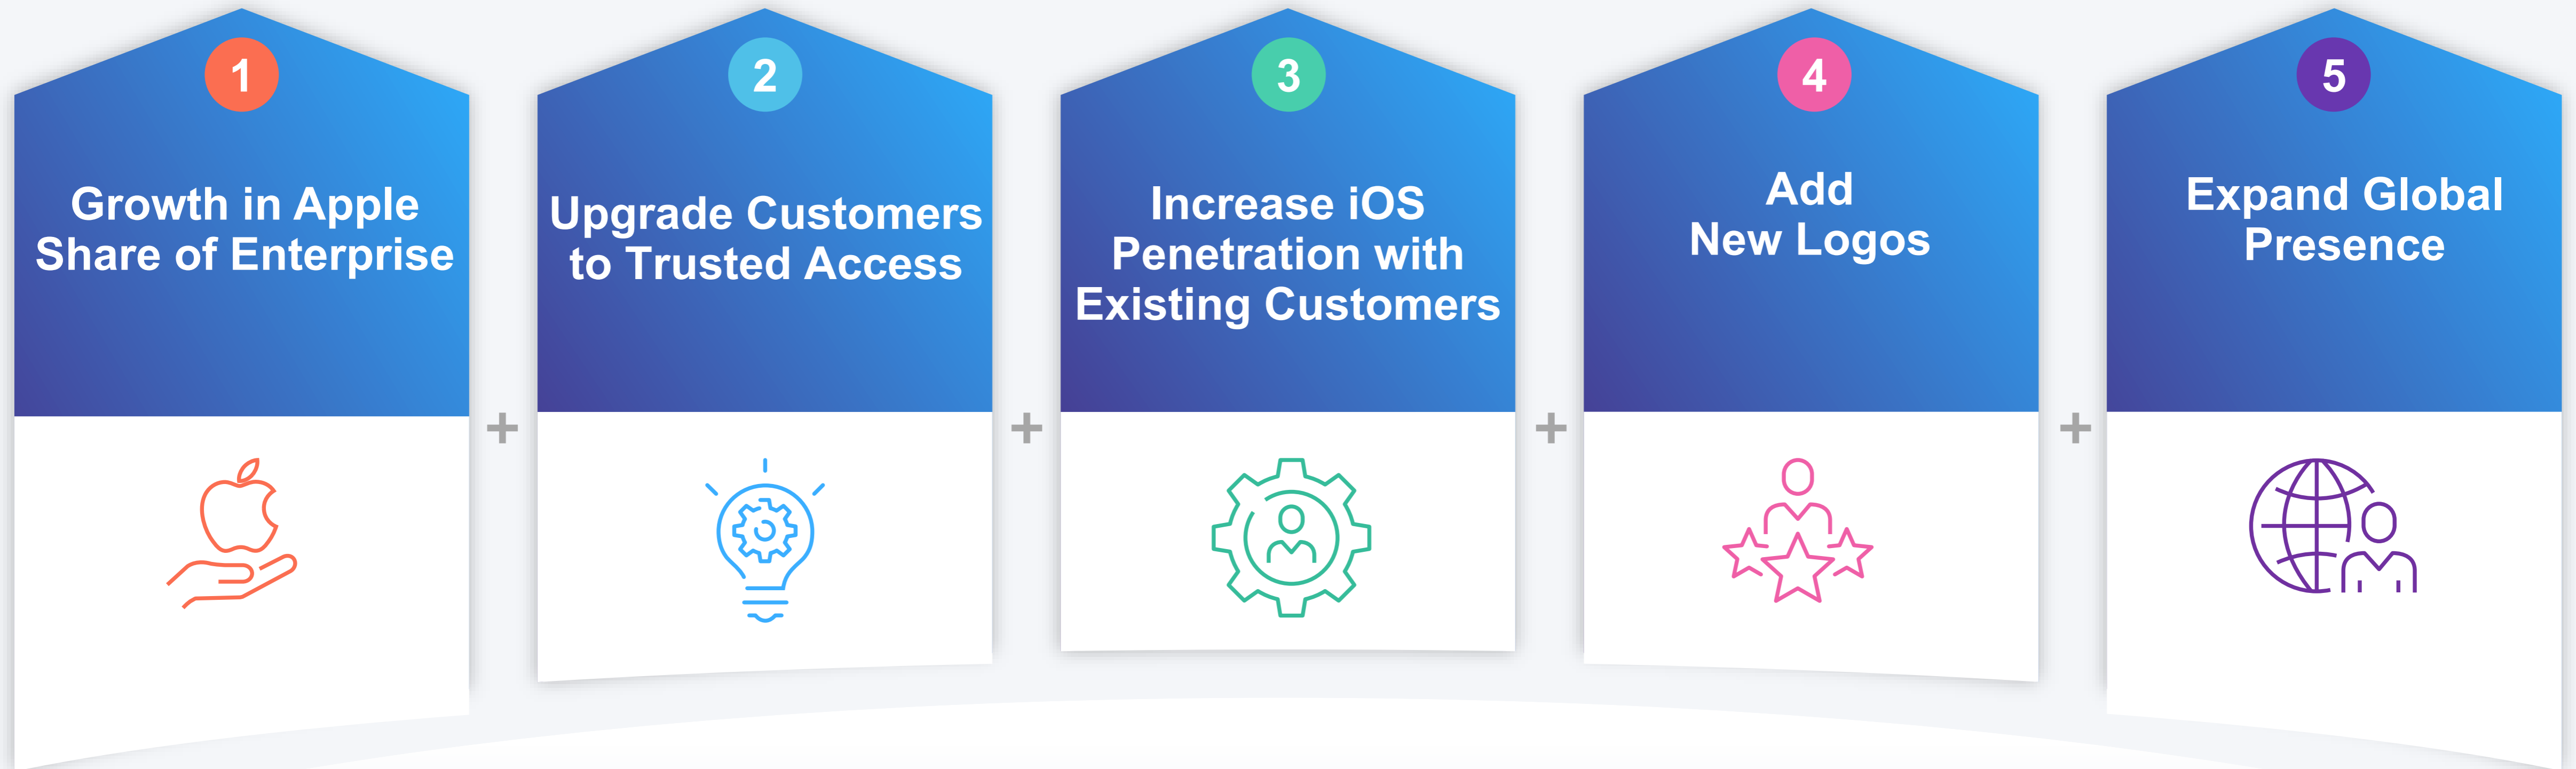 1
Growth in Apple
Share of Enterprise
+
2
Upgrade Customers
to Trusted Access
+
3
Increase iOS
Penetration with
Existing Customers
+
4
Add
New Logos
+
5
Expand Global
Presence